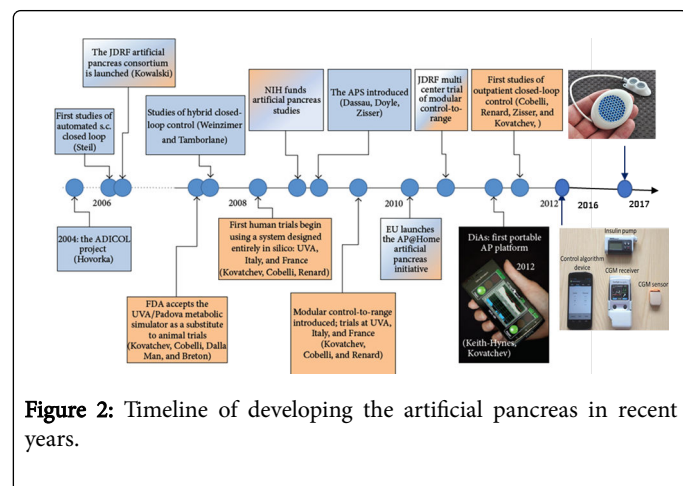 The JDRF artificial
pancreas consortium
is launched (Kowalski)
First studies of
automated s.c.
closed loop
(Steil)
Studies of hybrid closed-
loop control (Weinzimer
and Tamborlane)
NIH funds
artificial pancreas
studies
The APS introduced
(Dassau, Doyle,
Zisser)
JDRF multi
center trial
of modular
control-to-
range
First studies of
outpatient closed-loop
control (Cobelli,
Renard, Zisser, and
Kovatchev, )
2006
2008
2010
2012
2016
2017
2004: the ADICOL
project
(Hovorka)
FDA accepts the
UVA/Padova metabolic
simulator as a substitute
to animal trials
(Kovatchev, Cobelli, Dalla
Man, and Breton)
First human trials begin
using a system designed
entirely in silico: UVA,
Italy, and France
(Kovatchev, Cobelli, Renard)
Modular control-to-range
introduced; trials at UVA,
Italy, and France
(Kovatchev,
Cobelli, and Renard)
EU launches
the AP@Home
artificial
pancreas
initiative
DiAs: first portable
AP platform
2012
(Keith-Hynes,
Kovatchev)
Insulin pump
Control algorithm
device
CGM receiver
CGM sensor
Figure 2: Timeline of developing the artificial pancreas in recent
years.